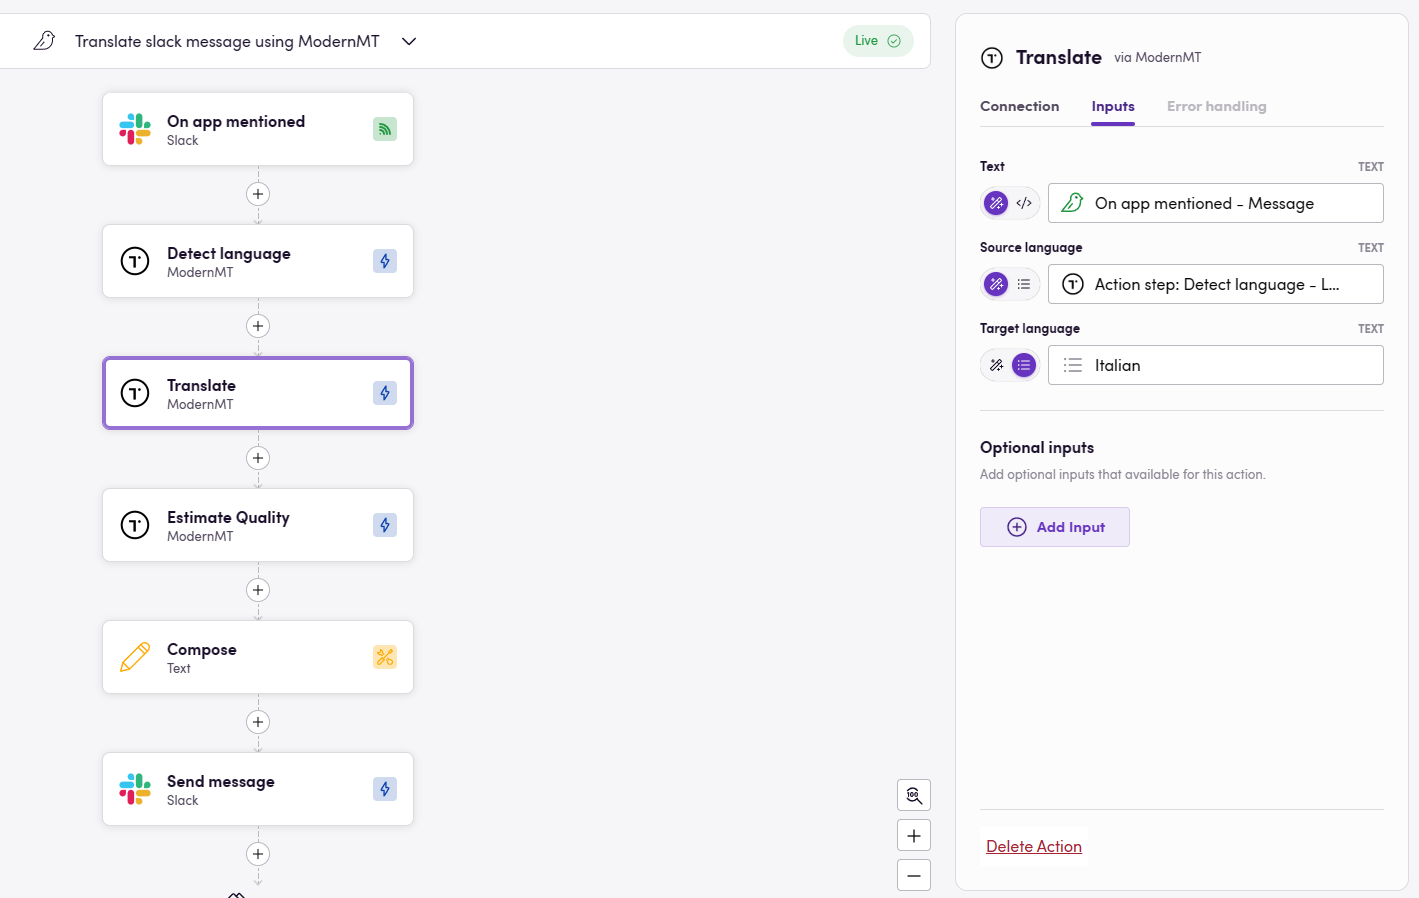 Translate slack message using ModernMT
Live
On app mentioned
Slack
Detect language
ModernMT
Translate
ModernMT
Estimate Quality
ModernMT
Compose
Text
Send message
Slack
100
Translate via ModernMT
Connection Inputs Error handling
Text TEXT
</> On app mentioned - Message
Source language TEXT
Action step: Detect language - L...
Target language TEXT
Italian
Optional inputs
Add optional inputs that available for this action.
Add Input
Delete Action